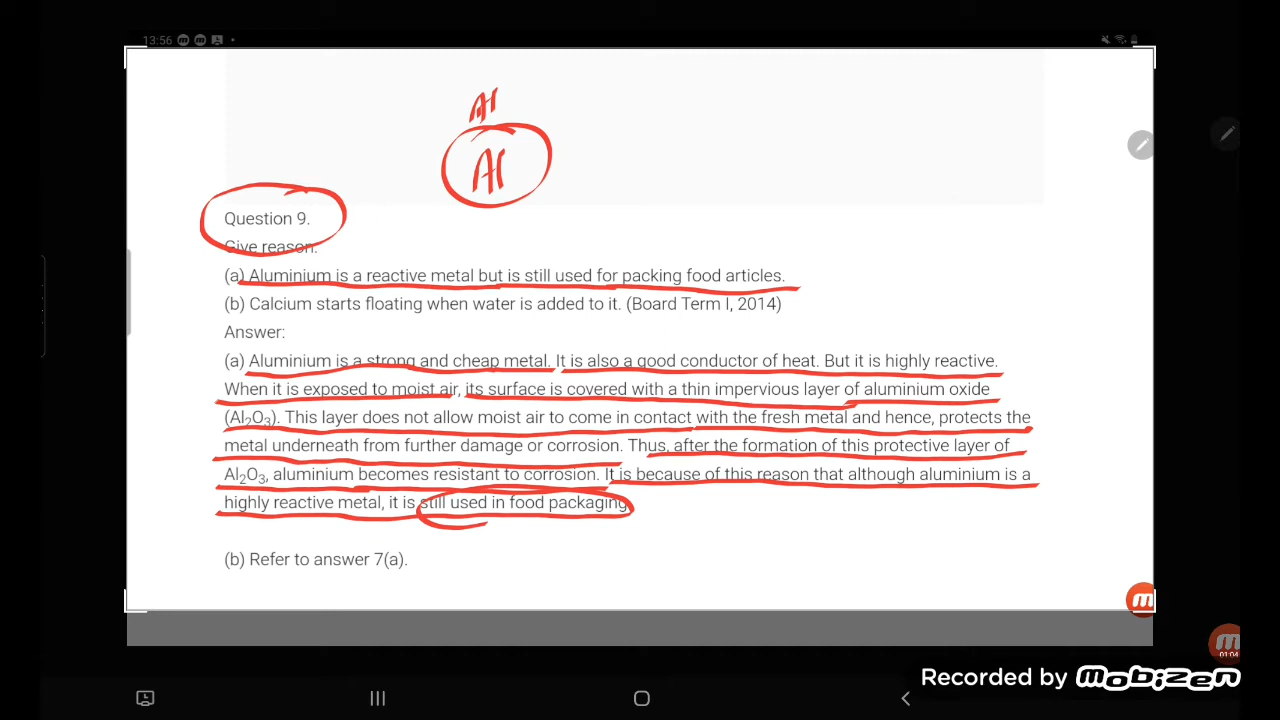 13:56
Al
Al
Question 9.
Give reason:
(a) Aluminium is a reactive metal but is still used for packing food articles.
(b) Calcium starts floating when water is added to it. (Board Term I, 2014)
Answer:
(a) Aluminium is a strong and cheap metal. It is also a good conductor of heat. But it is highly reactive.
When it is exposed to moist air, its surface is covered with a thin impervious layer of aluminium oxide
(Al₂O₃). This layer does not allow moist air to come in contact with the fresh metal and hence, protects the
metal underneath from further damage or corrosion. Thus, after the formation of this protective layer of
Al₂O₃, aluminium becomes resistant to corrosion. It is because of this reason that although aluminium is a
highly reactive metal, it is still used in food packaging
(b) Refer to answer 7(a).
01:04
Recorded by mobizen